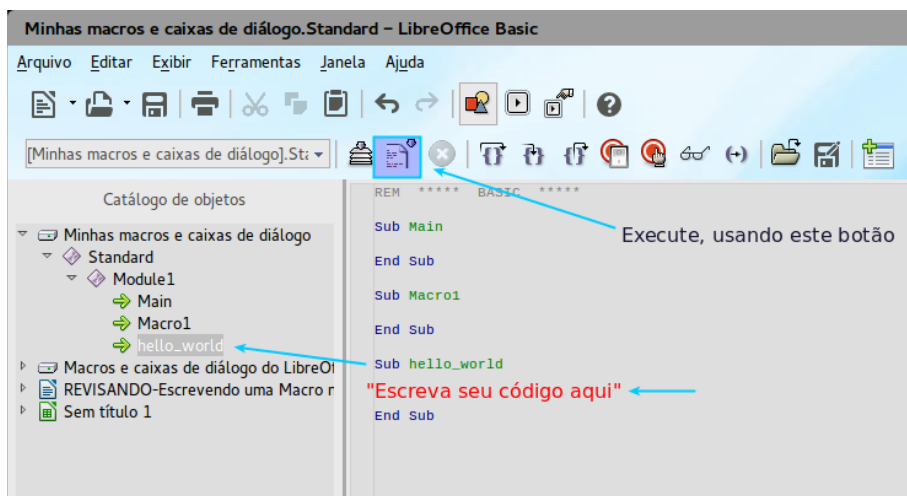 Minhas macros e caixas de diálogo.Standard – LibreOffice Basic
Arquivo Editar Exibir Ferramentas Janela Ajuda
[Minhas macros e caixas de diálogo].Sta
Catálogo de objetos
Minhas macros e caixas de diálogo
Standard
Module1
Main
Macro1
hello_world
Macros e caixas de diálogo do LibreOf
REVISANDO-Escrevendo uma Macro n
Sem título 1
REM ***** BASIC *****
Sub Main
Execute, usando este botão
End Sub
Sub Macro1
End Sub
Sub hello_world
"Escreva seu código aqui"
End Sub